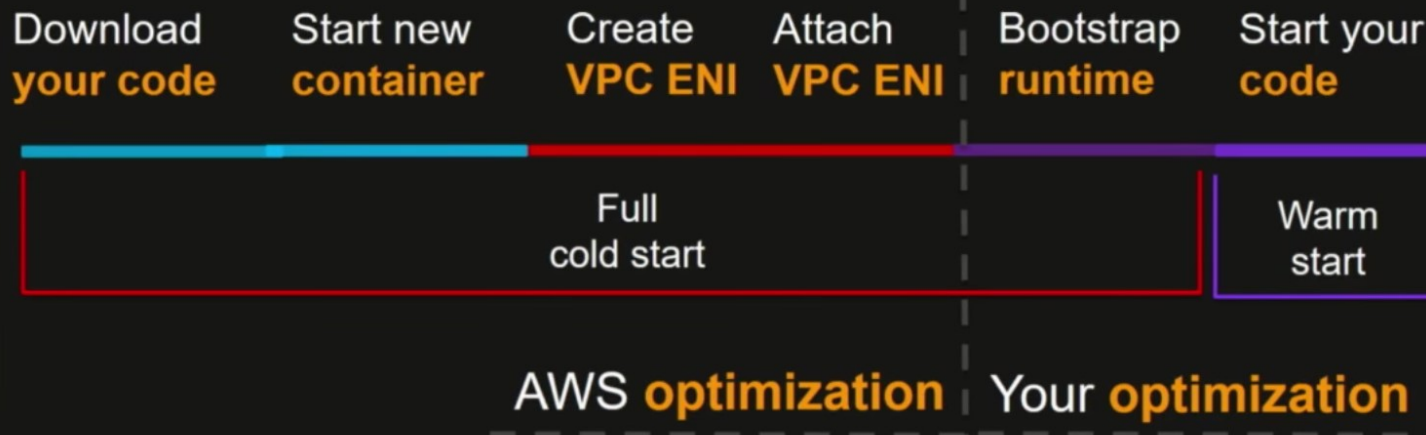 Download
your code
Start new
container
Create
VPC ENI
Attach
VPC ENI
Bootstrap
runtime
Start your
code
Full
cold start
Warm
start
AWS optimization
Your optimization